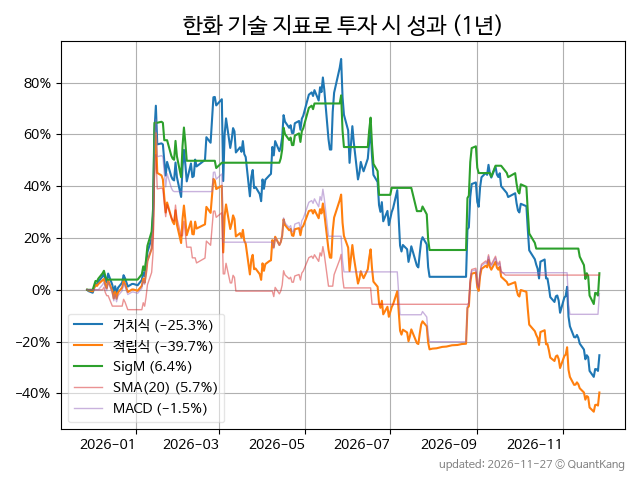 한화 기술 지표로 투자 시 성과 (1년)
80%
60%
40%
20%
0%
−20%
−40%
거치식 (−25.3%)
적립식 (−39.7%)
SigM (6.4%)
SMA(20) (5.7%)
MACD (−1.5%)
2026-01
2026-03
2026-05
2026-07
2026-09
2026-11
updated: 2026-11-27 © QuantKang